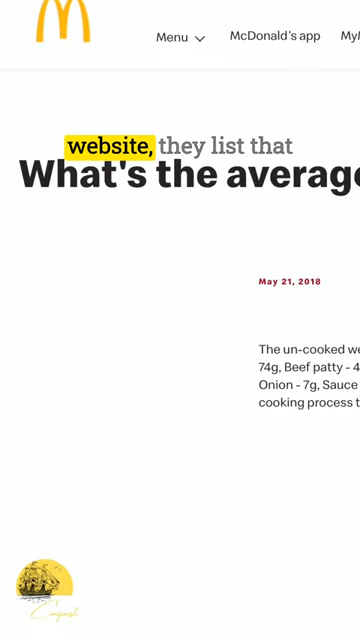 Menu
McDonald's app
website, they list that
What's the average
May 21, 2018
The un-cooked we
74g, Beef patty - 4
Onion - 7g, Sauce
cooking process t